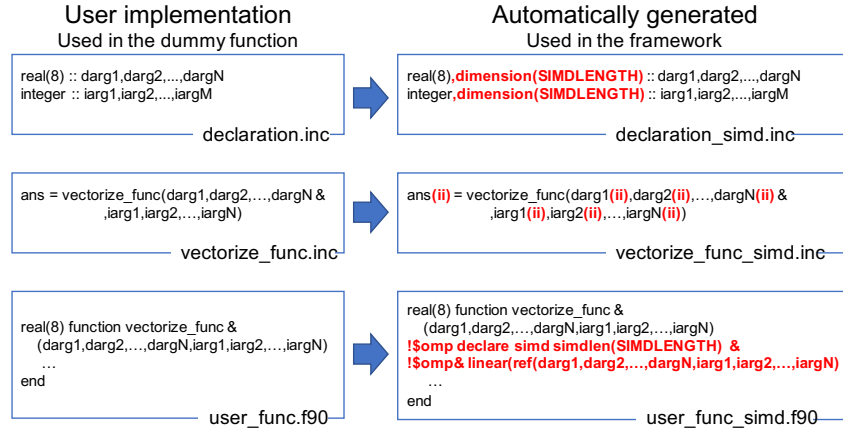 User implementation
Used in the dummy function
Automatically generated
Used in the framework
real(8) :: darg1,darg2,...,dargN
integer :: iarg1,iarg2,...,iargM
declaration.inc
real(8),dimension(SIMDLENGTH) :: darg1,darg2,...,dargN
integer,dimension(SIMDLENGTH) :: iarg1,iarg2,...,iargM
declaration_simd.inc
ans = vectorize_func(darg1,darg2,…,dargN &
,iarg1,iarg2,…,iargN)
vectorize_func.inc
ans(ii) = vectorize_func(darg1(ii),darg2(ii),…,dargN(ii) &
,iarg1(ii),iarg2(ii),…,iargN(ii))
vectorize_func_simd.inc
real(8) function vectorize_func &
(darg1,darg2,…,dargN,iarg1,iarg2,…,iargN)
…
end
user_func.f90
real(8) function vectorize_func &
(darg1,darg2,…,dargN,iarg1,iarg2,…,iargN)
!$omp declare simd simdlen(SIMDLENGTH) &
!$omp& linear(ref(darg1,darg2,…,dargN,iarg1,iarg2,…,iargN)
…
end
user_func_simd.f90